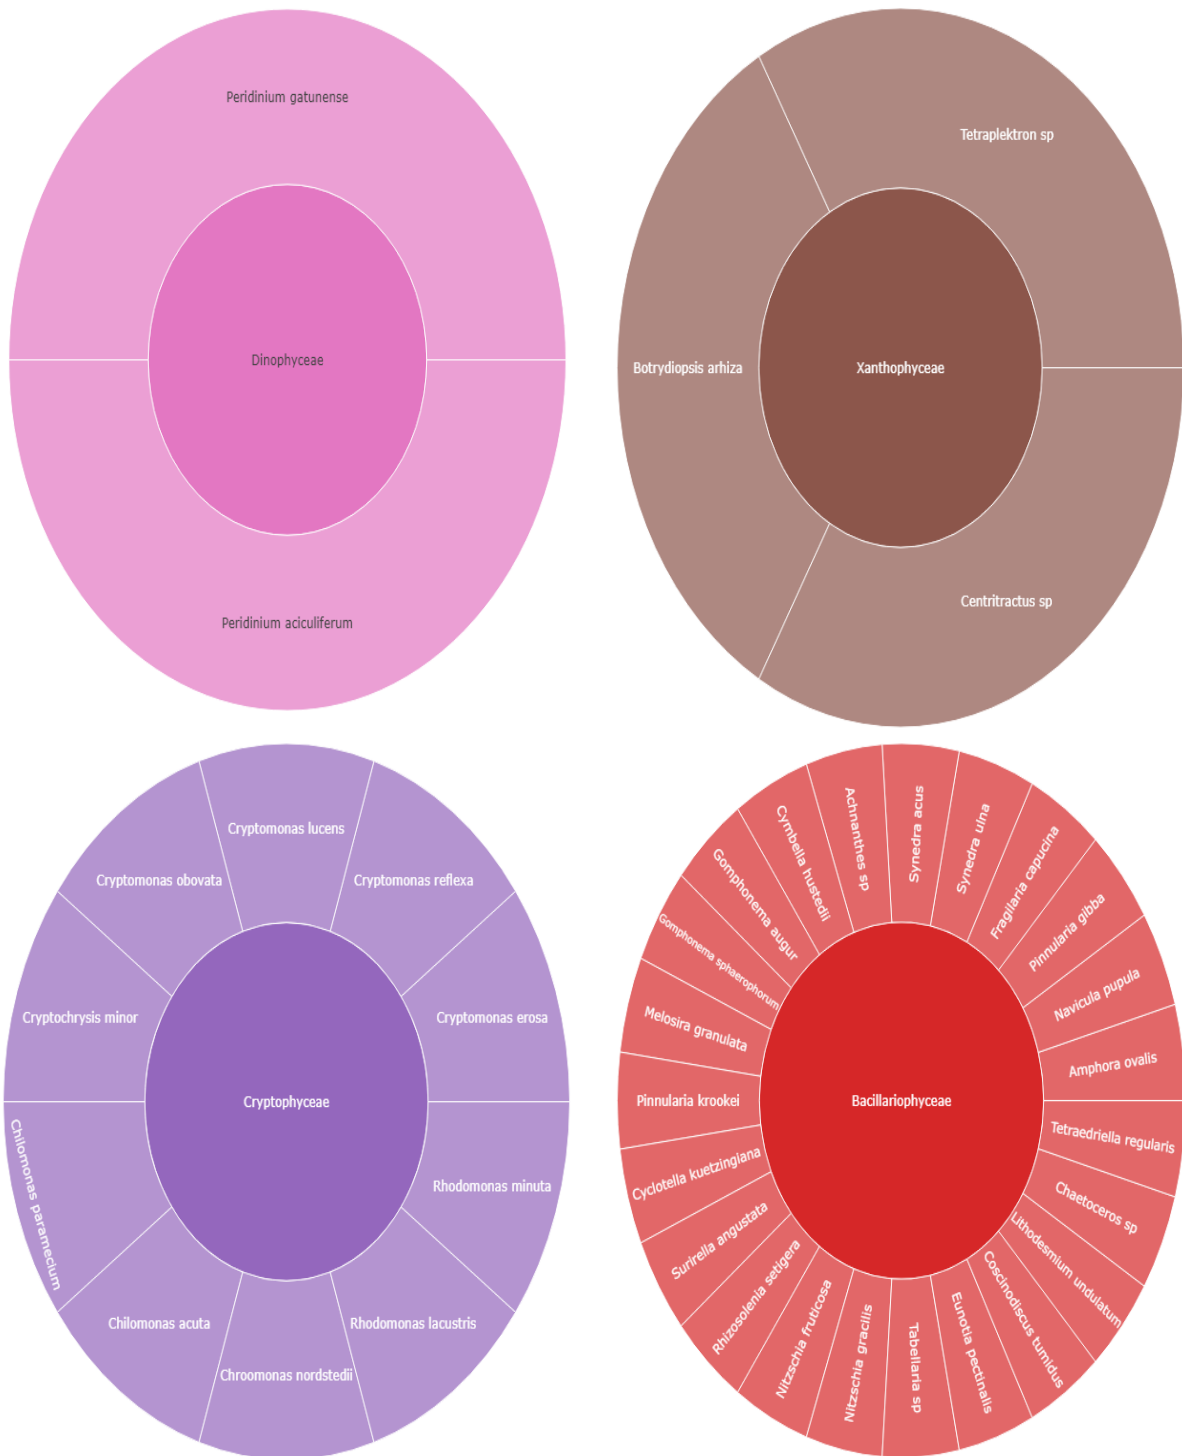 Peridinium gatunense
Dinophyceae
Peridinium aciculiferum
Tetraplektron sp
Botrydiopsis arhiza
Xanthophyceae
Centritractus sp
Cryptomonas lucens
Cryptomonas obovata
Cryptomonas reflexa
Cryptochrysis minor
Cryptomonas erosa
Cryptophyceae
Chilomonas paramecium
Rhodomonas minuta
Chilomonas acuta
Rhodomonas lacustris
Chroomonas nordstedii
Achnanthes sp
Synedra acus
Synedra ulna
Fragilaria capucina
Pinnularia gibba
Navicula pupula
Amphora ovalis
Tetraedriella regularis
Chaetoceros sp
Lithodesmium undulatum
Coscinodiscus tumidus
Eunotia pectinalis
Tabellaria sp
Nitzschia gracilis
Nitzschia fruticosa
Rhizosolenia setigera
Surirella angustata
Cyclotella kuetzingiana
Pinnularia krookei
Melosira granulata
Gomphonema sphaerophorum
Gomphonema augur
Cymbella hustedii
Bacillariophyceae